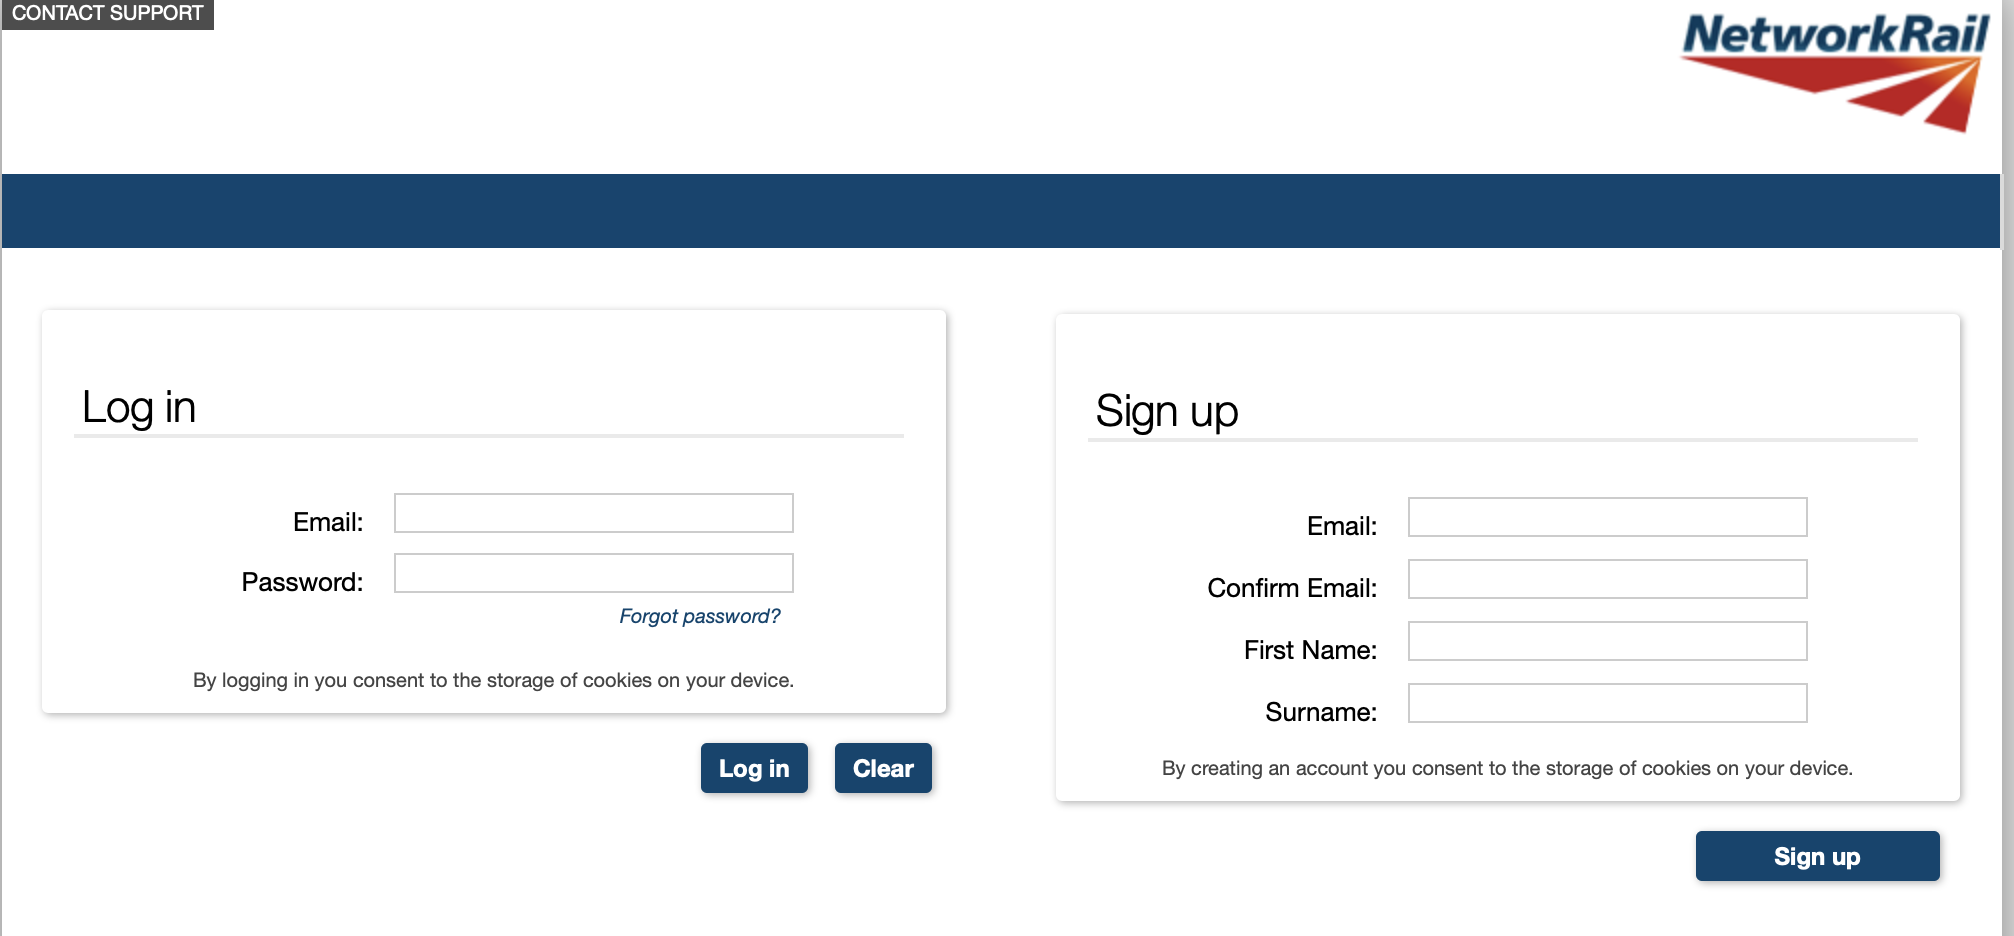 CONTACT SUPPORT
NetworkRail
Log in
Email:
Password:
Forgot password?
By logging in you consent to the storage of cookies on your device.
Log in
Clear
Sign up
Email:
Confirm Email:
First Name:
Surname:
By creating an account you consent to the storage of cookies on your device.
Sign up